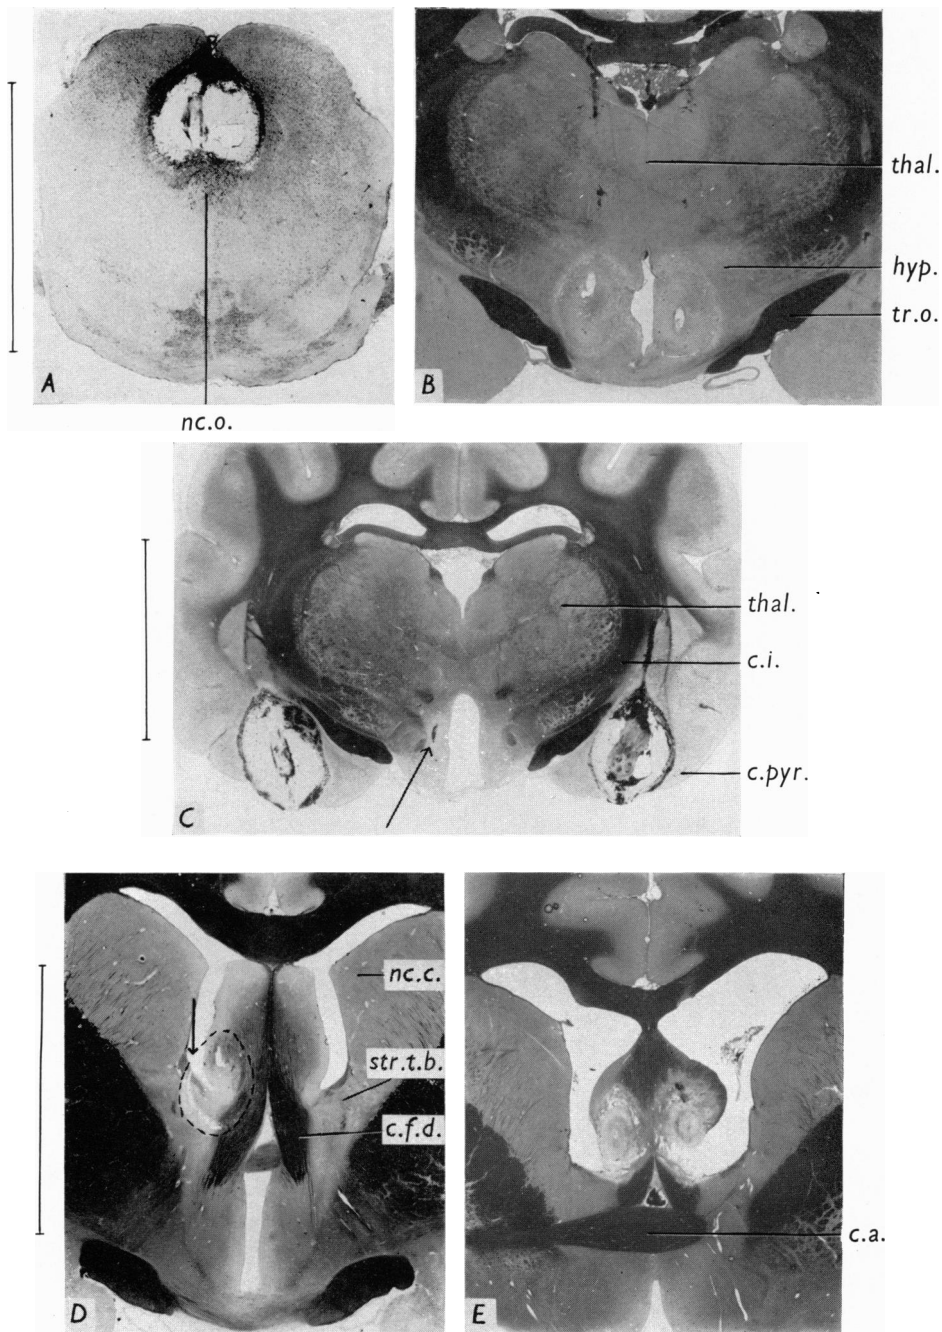 A
nc.o.
B
thal.
hyp.
tr.o.
C
thal.
c.i.
c.pyr.
D
nc.c.
str.t.b.
c.f.d.
E
c.a.